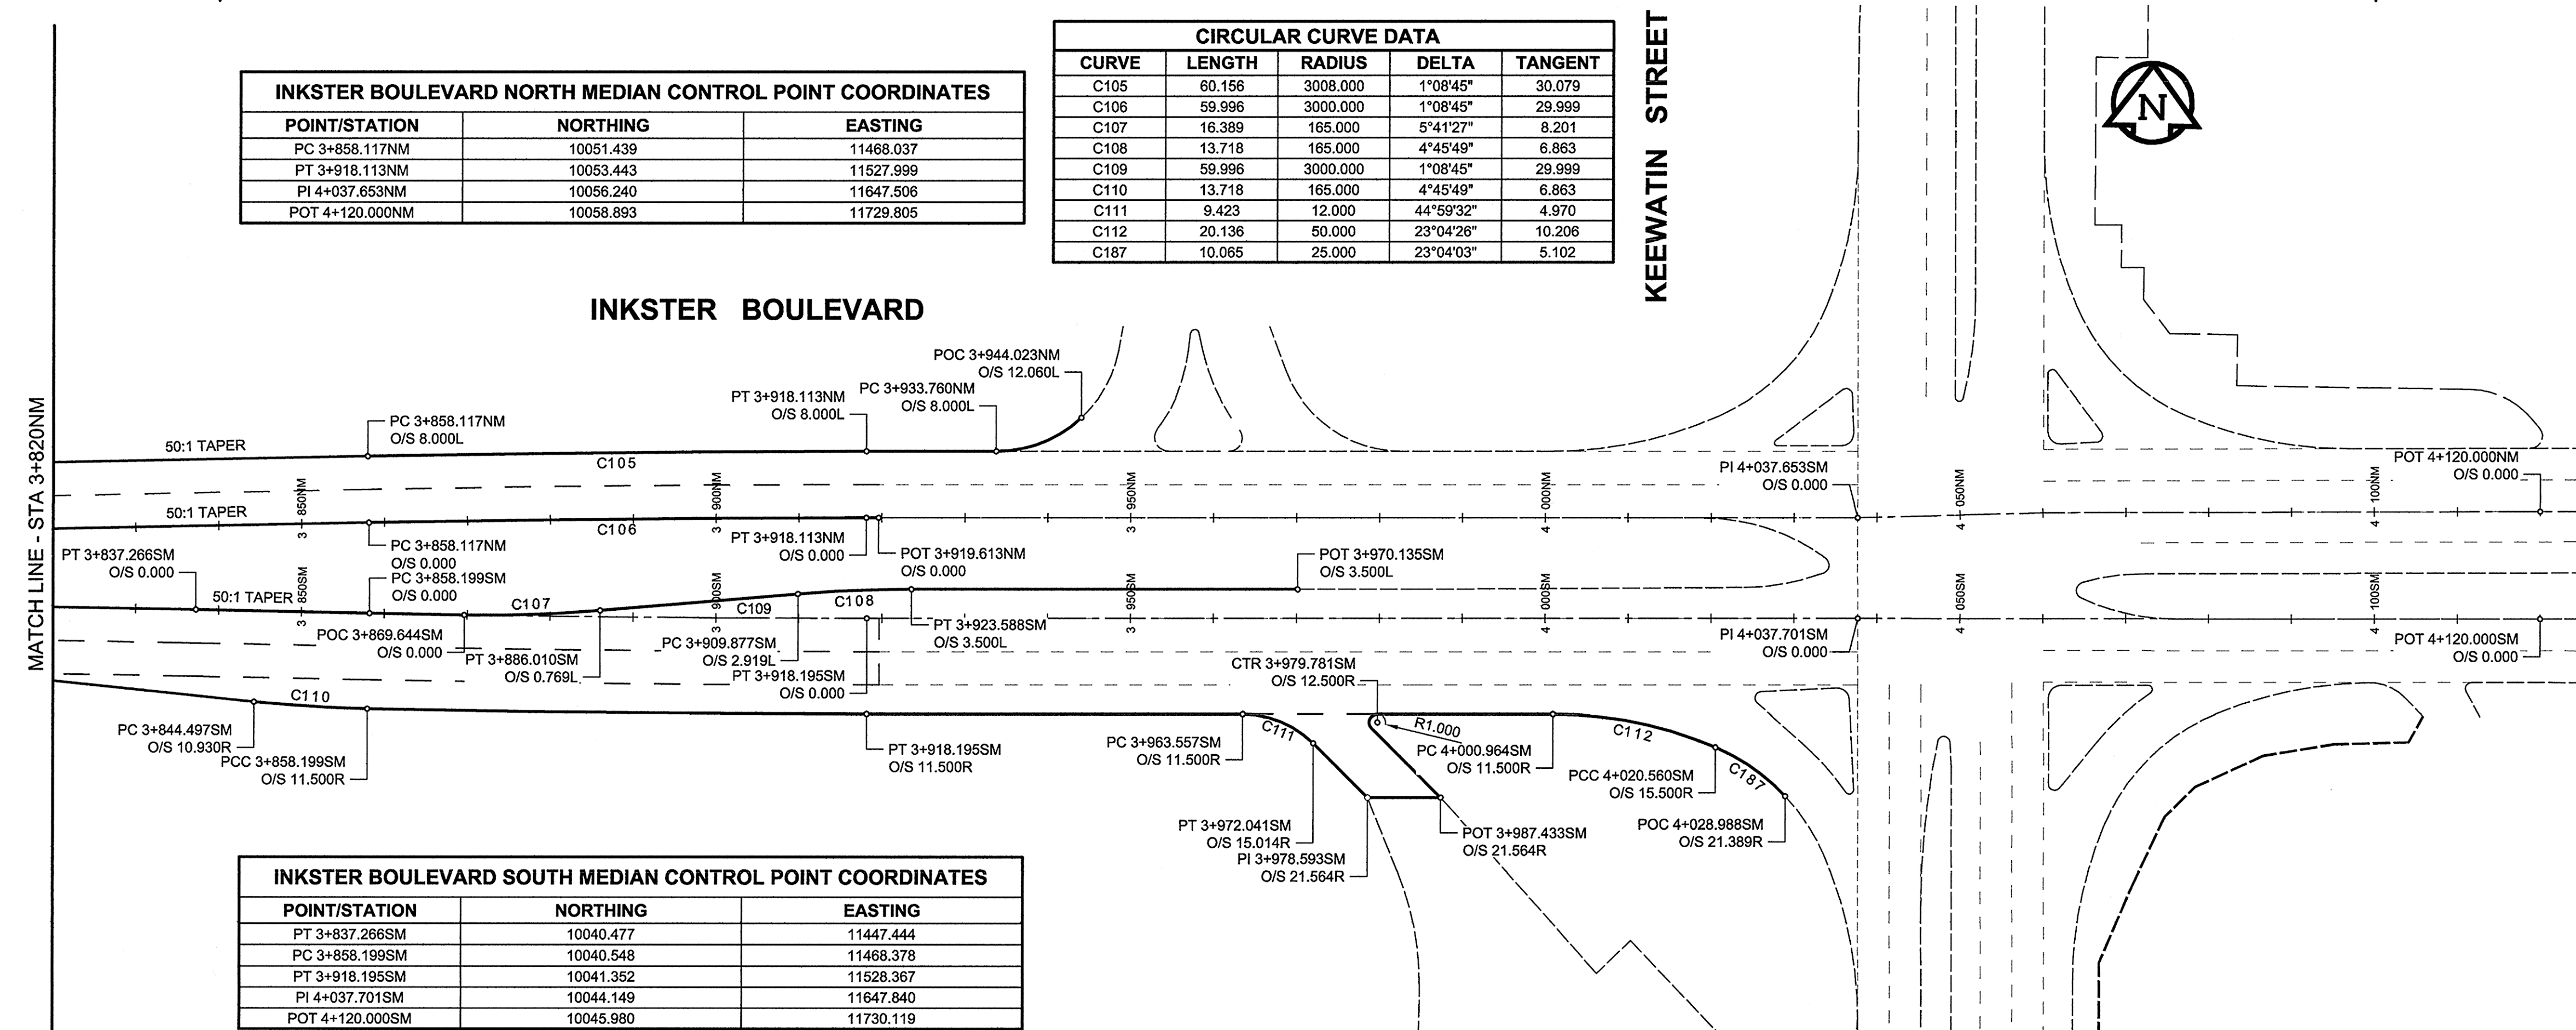 CIRCULAR CURVE DATA
CURVE LENGTH RADIUS DELTA TANGENT
C105 60.156 3008.000 1°08'45" 30.079
C106 59.996 3000.000 1°08'45" 29.999
C107 16.389 165.000 5°41'27" 8.201
C108 13.718 165.000 4°45'49" 6.863
C109 59.996 3000.000 1°08'45" 29.999
C110 13.718 165.000 4°45'49" 6.863
C111 9.423 12.000 44°59'32" 4.970
C112 20.136 50.000 23°04'26" 10.206
C187 10.065 25.000 23°04'03" 5.102
INKSTER BOULEVARD NORTH MEDIAN CONTROL POINT COORDINATES
POINT/STATION NORTHING EASTING
PC 3+858.117NM 10051.439 11468.037
PT 3+918.113NM 10053.443 11527.999
PI 4+037.653NM 10056.240 11647.506
POT 4+120.000NM 10058.893 11729.805
KEEWATIN STREET
N
INKSTER BOULEVARD
MATCH LINE - STA 3+820NM
POC 3+944.023NM
O/S 12.060L
PC 3+933.760NM
O/S 8.000L
PT 3+918.113NM
O/S 8.000L
PC 3+858.117NM
O/S 8.000L
50:1 TAPER
C105
PI 4+037.653SM
O/S 0.000
POT 4+120.000NM
O/S 0.000
3 850NM
3 900NM
3 950NM
4 000NM
4 050NM
4 100NM
50:1 TAPER
C106
PT 3+837.266SM
O/S 0.000
PC 3+858.117NM
O/S 0.000
PC 3+858.199SM
O/S 0.000
PT 3+918.113NM
O/S 0.000
POT 3+919.613NM
O/S 0.000
POT 3+970.135SM
O/S 3.500L
50:1 TAPER
C107
C109
C108
3 850SM
3 900SM
3 950SM
4 000SM
4 050SM
4 100SM
POC 3+869.644SM
O/S 0.000
PT 3+886.010SM
O/S 0.769L
PC 3+909.877SM
O/S 2.919L
PT 3+923.588SM
O/S 3.500L
PT 3+918.195SM
O/S 0.000
PI 4+037.701SM
O/S 0.000
POT 4+120.000SM
O/S 0.000
CTR 3+979.781SM
O/S 12.500R
C110
PC 3+844.497SM
O/S 10.930R
PCC 3+858.199SM
O/S 11.500R
PT 3+918.195SM
O/S 11.500R
PC 3+963.557SM
O/S 11.500R
C111
R1.000
PC 4+000.964SM
O/S 11.500R
C112
C187
PCC 4+020.560SM
O/S 15.500R
PT 3+972.041SM
O/S 15.014R
PI 3+978.593SM
O/S 21.564R
POT 3+987.433SM
O/S 21.564R
POC 4+028.988SM
O/S 21.389R
INKSTER BOULEVARD SOUTH MEDIAN CONTROL POINT COORDINATES
POINT/STATION NORTHING EASTING
PT 3+837.266SM 10040.477 11447.444
PC 3+858.199SM 10040.548 11468.378
PT 3+918.195SM 10041.352 11528.367
PI 4+037.701SM 10044.149 11647.840
POT 4+120.000SM 10045.980 11730.119